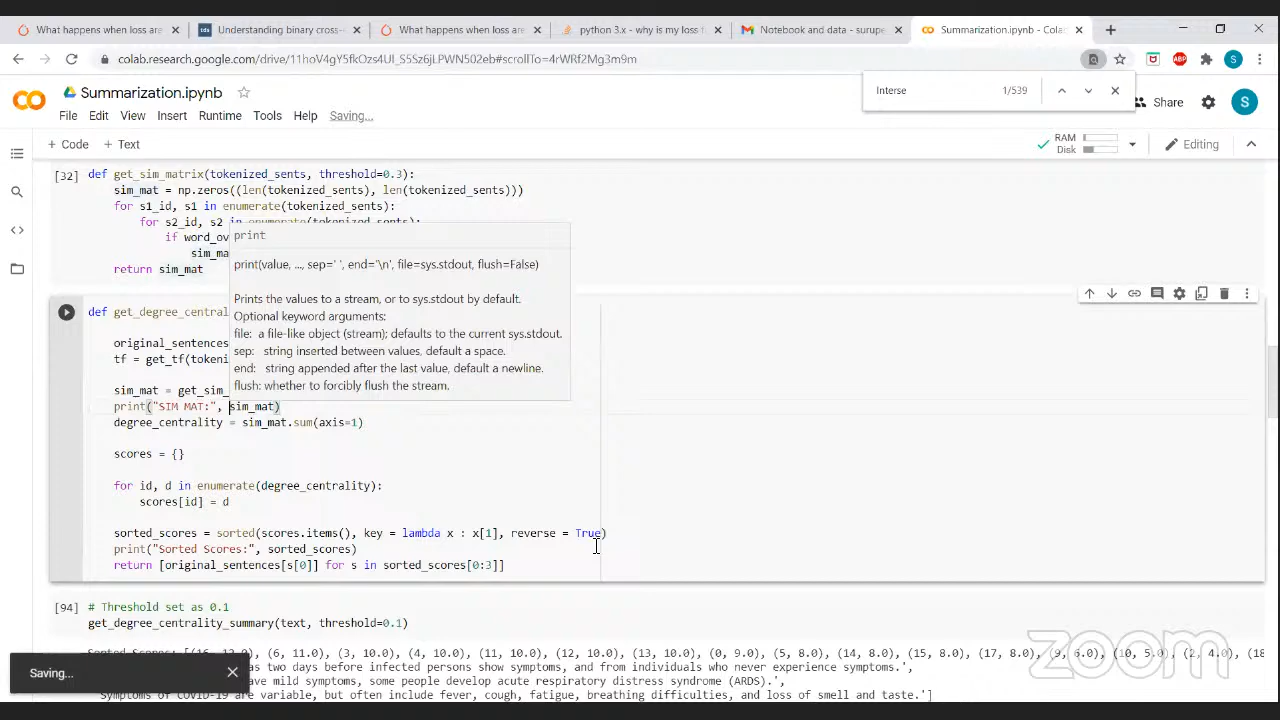 What happens when loss are
Understanding binary cross-
What happens when loss are
python 3.x - why is my loss f
Notebook and data - surupe
Summarization.ipynb - Cola
Interse 1/539
Summarization.ipynb
Share
S
File Edit View Insert Runtime Tools Help Saving...
+ Code + Text
RAM
Disk
Editing
[32] def get_sim_matrix(tokenized_sents, threshold=0.3):
sim_mat = np.zeros((len(tokenized_sents), len(tokenized_sents)))
for s1_id, s1 in enumerate(tokenized_sents):
for s2_id, s2 in enumerate(tokenized_sents):
if word_ov
sim_ma
return sim_mat
print
print(value, ..., sep=' ', end='\n', file=sys.stdout, flush=False)
Prints the values to a stream, or to sys.stdout by default.
Optional keyword arguments:
file: a file-like object (stream); defaults to the current sys.stdout.
sep: string inserted between values, default a space.
end: string appended after the last value, default a newline.
flush: whether to forcibly flush the stream.
def get_degree_central
original_sentences
tf = get_tf(tokeni
sim_mat = get_sim_
print("SIM MAT:", sim_mat)
degree_centrality = sim_mat.sum(axis=1)
scores = {}
for id, d in enumerate(degree_centrality):
scores[id] = d
sorted_scores = sorted(scores.items(), key = lambda x : x[1], reverse = True)
print("Sorted Scores:", sorted_scores)
return [original_sentences[s[0]] for s in sorted_scores[0:3]]
[94] # Threshold set as 0.1
get_degree_centrality_summary(text, threshold=0.1)
Sorted Scores: [(16, 12.0), (6, 11.0), (3, 10.0), (4, 10.0), (11, 10.0), (12, 10.0), (13, 10.0), (0, 9.0), (5, 8.0), (14, 8.0), (15, 8.0), (17, 8.0), (9, 6.0), (10, 5.0), (2, 4.0), (18
as two days before infected persons show symptoms, and from individuals who never experience symptoms.',
ave mild symptoms, some people develop acute respiratory distress syndrome (ARDS).',
'Symptoms of COVID-19 are variable, but often include fever, cough, fatigue, breathing difficulties, and loss of smell and taste.']
Saving...
zoom